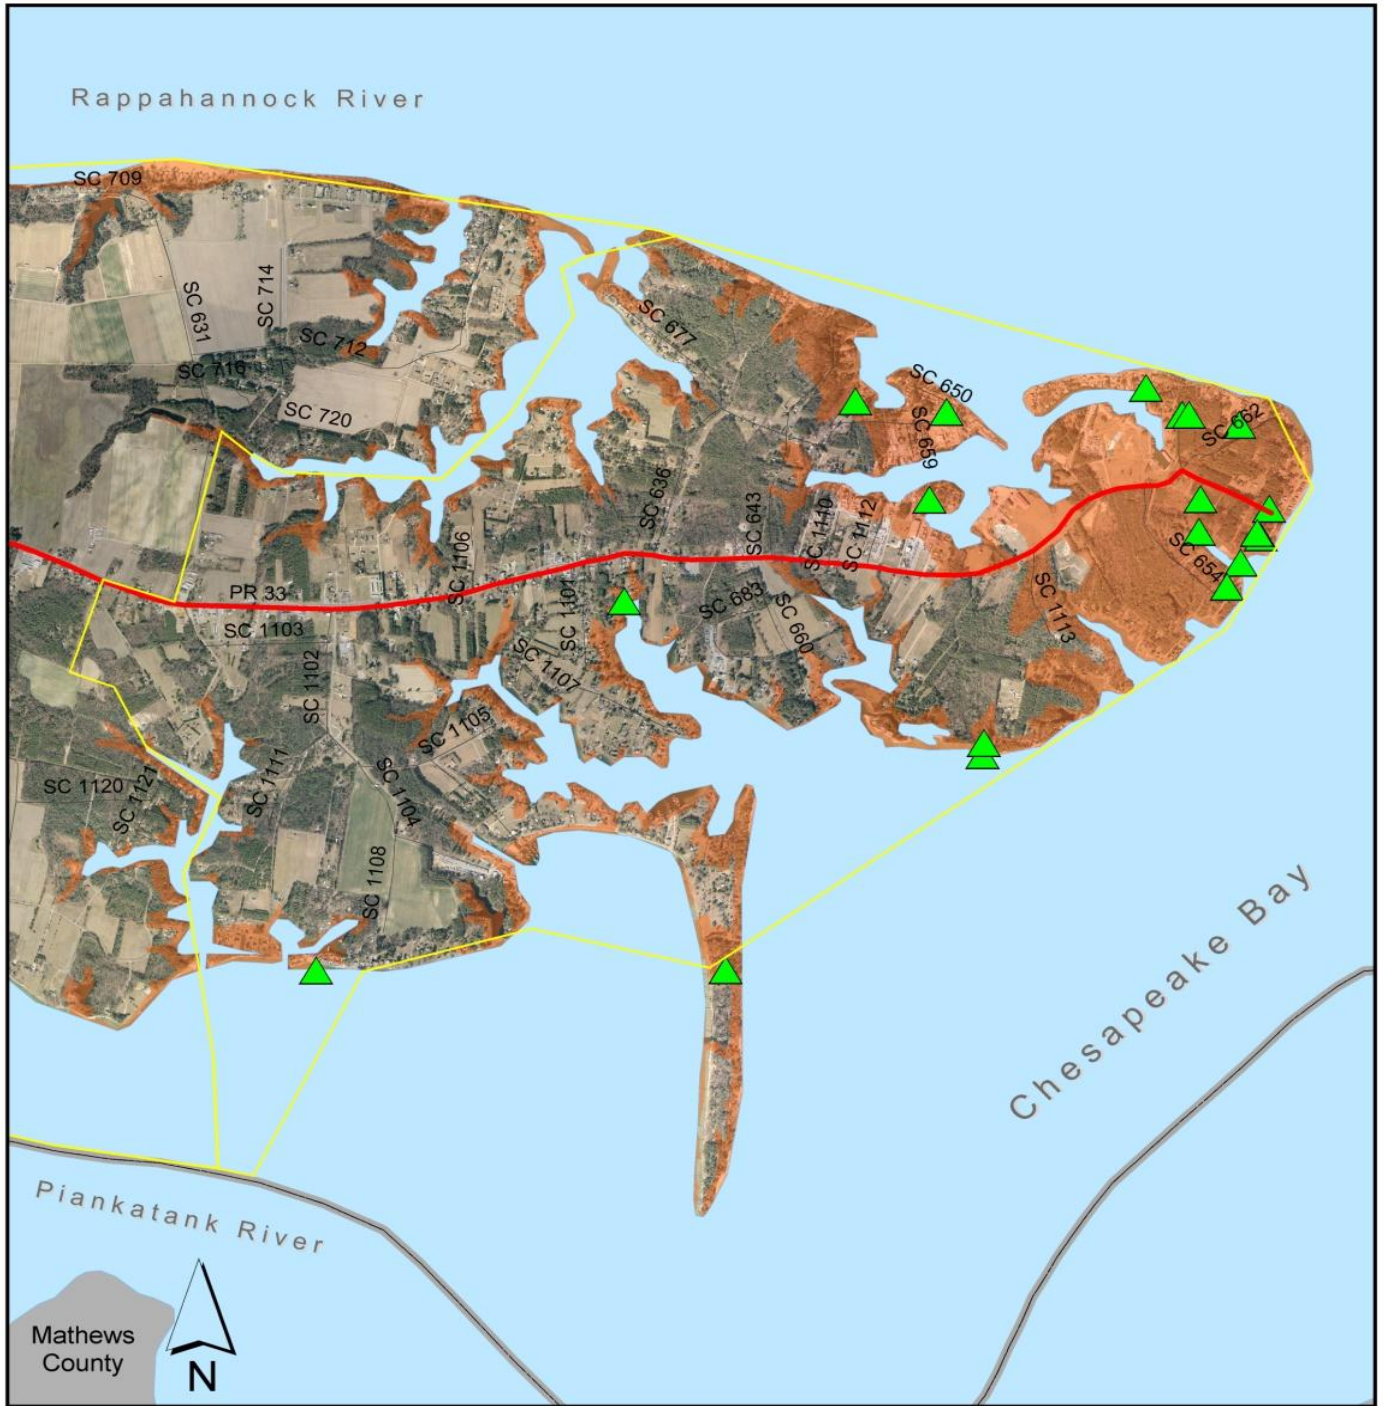 Rappahannock River
SC 709
SC 631
SC 714
SC 712
SC 716
SC 720
SC 677
SC 650
SC 659
SC 662
SC 636
SC 643
SC 1110
SC 1112
SC 1106
SC 654
PR 33
SC 1103
SC 1101
SC 683
SC 660
SC 1113
SC 1102
SC 1107
SC 1105
SC 1111
SC 1104
SC 1120
SC 1121
SC 1108
Chesapeake Bay
Piankatank River
Mathews
County
N